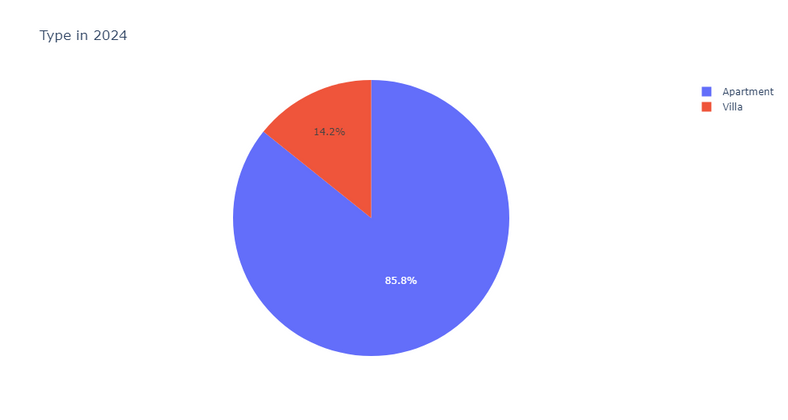 Type in 2024
Apartment
Villa
14.2%
85.8%